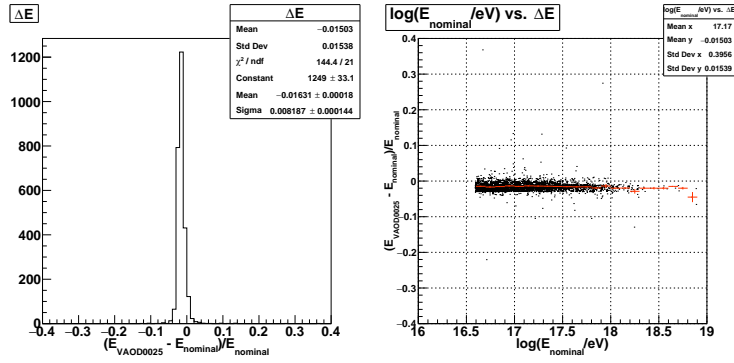 ΔE
ΔE
Mean −0.01503
Std Dev 0.01538
χ² / ndf 144.4 / 21
Constant 1249 ± 33.1
Mean −0.01631 ± 0.00018
Sigma 0.008187 ± 0.000144
1200
1000
800
600
400
200
0
−0.4 −0.3 −0.2 −0.1 0 0.1 0.2 0.3 0.4
(E_VAOD0025 - E_nominal)/E_nominal
log(E_nominal/eV) vs. ΔE
log(E_nominal/eV) vs. ΔE
Mean x 17.17
Mean y −0.01503
Std Dev x 0.3956
Std Dev y 0.01539
(E_VAOD0025 - E_nominal)/E_nominal
0.4
0.3
0.2
0.1
0
−0.1
−0.2
−0.3
−0.4
16 16.5 17 17.5 18 18.5 19
log(E_nominal/eV)